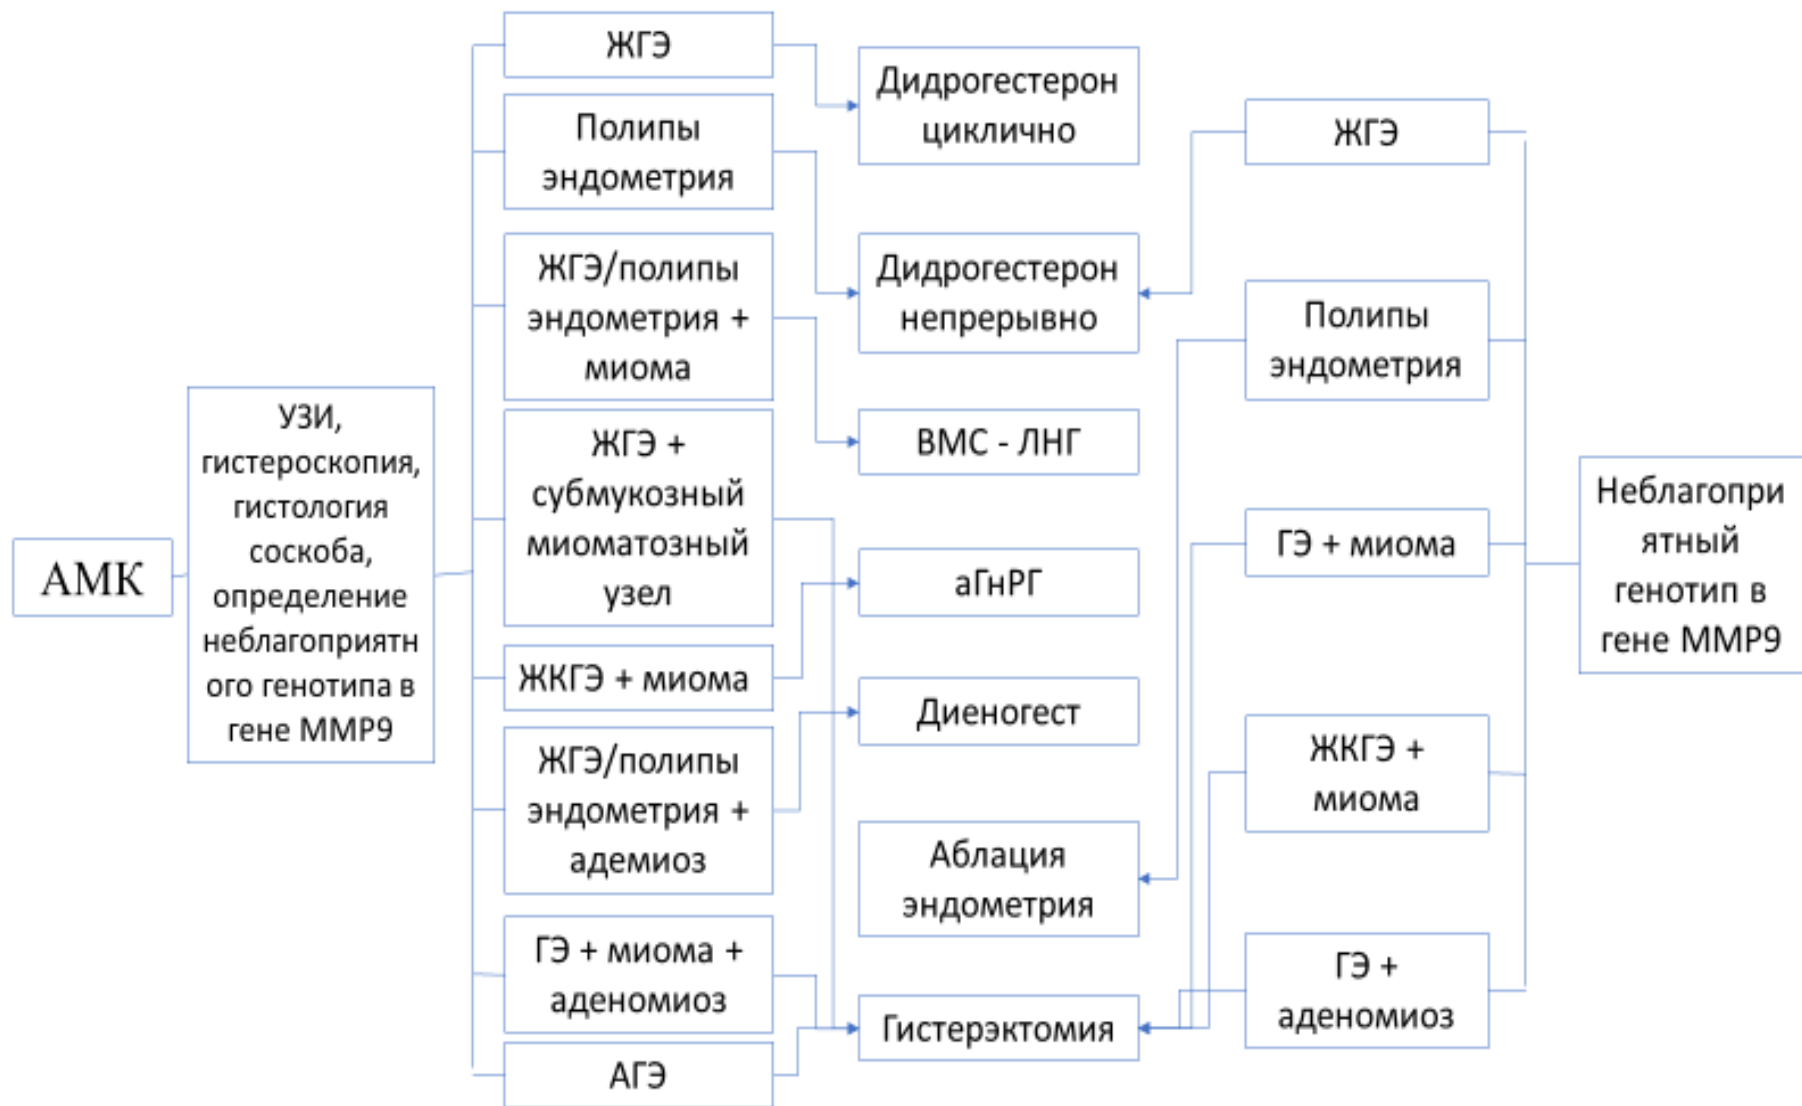 АМК
УЗИ,
гистероскопия,
гистология
соскоба,
определение
неблагоприятн
ого генотипа в
гене ММР9
ЖГЭ
Полипы
эндометрия
ЖГЭ/полипы
эндометрия +
миома
ЖГЭ +
субмукозный
миоматозный
узел
ЖКГЭ + миома
ЖГЭ/полипы
эндометрия +
адемиоз
ГЭ + миома +
аденомиоз
АГЭ
Дидрогестерон
циклично
Дидрогестерон
непрерывно
ВМС - ЛНГ
аГнРГ
Диеногест
Аблация
эндометрия
Гистерэктомия
ЖГЭ
Полипы
эндометрия
ГЭ + миома
ЖКГЭ +
миома
ГЭ +
аденомиоз
Неблагопри
ятный
генотип в
гене ММР9